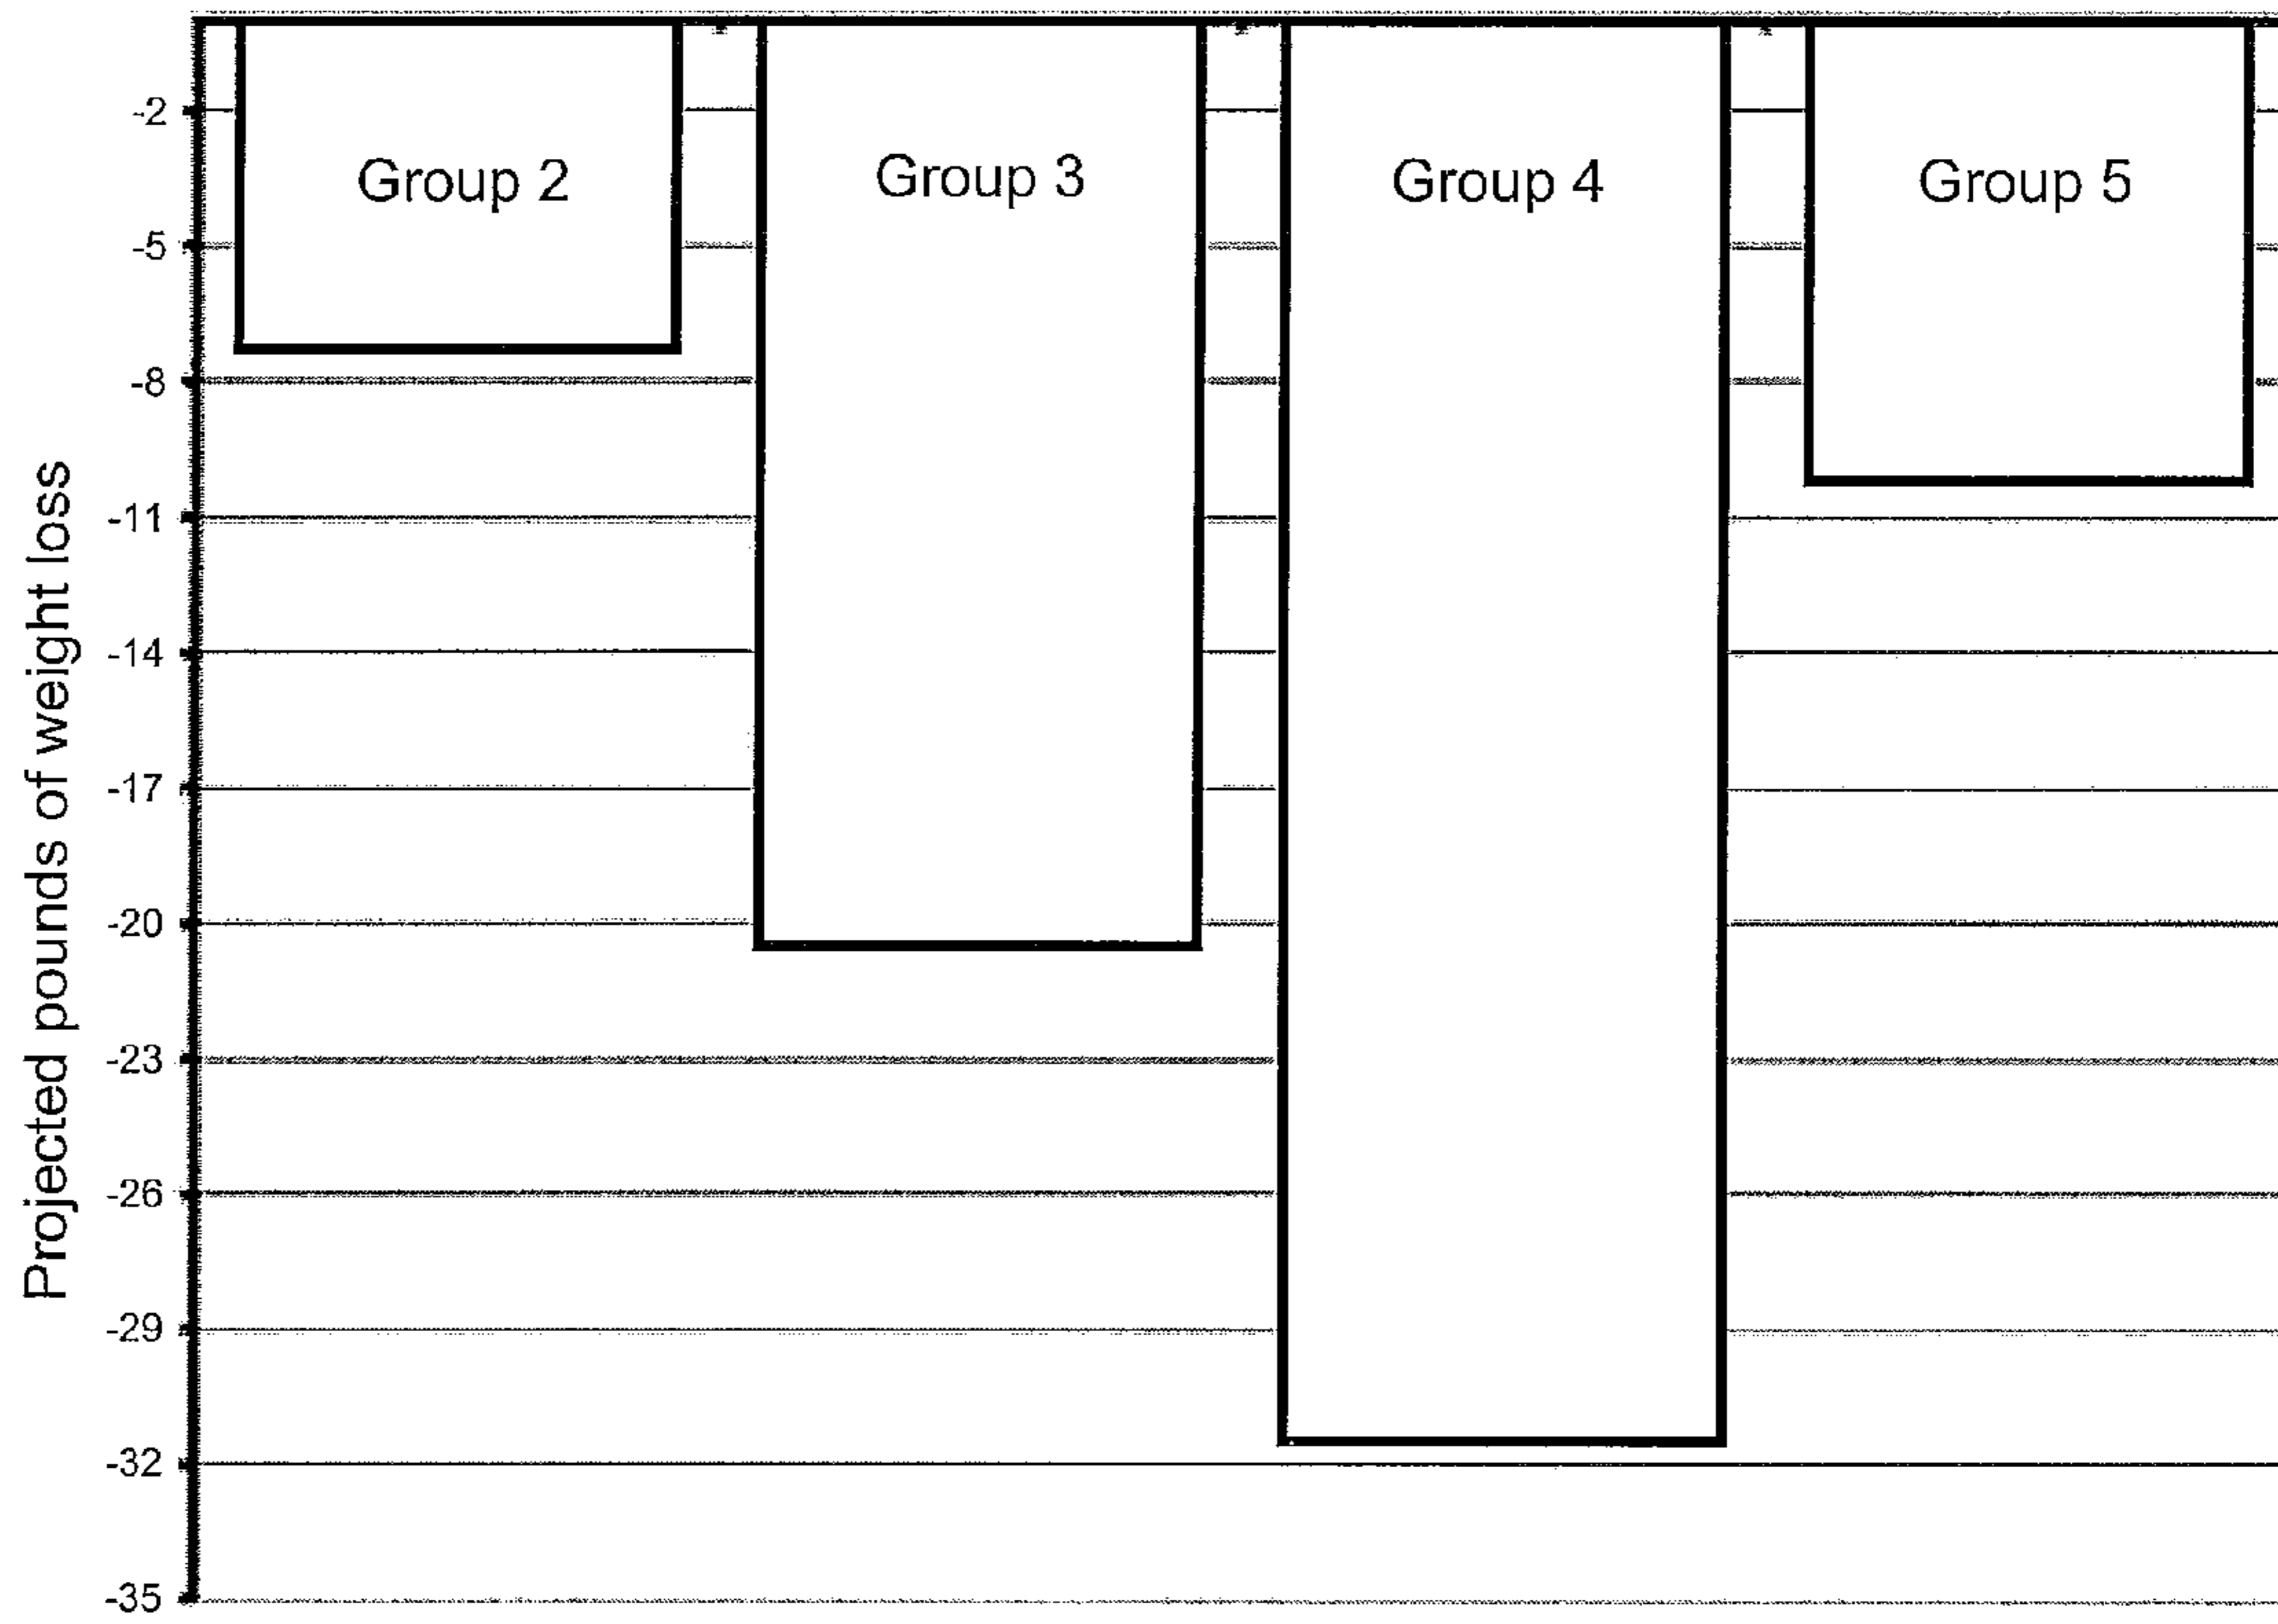 Projected pounds of weight loss
-2
-5
-8
-11
-14
-17
-20
-23
-26
-29
-32
-35
Group 2
Group 3
Group 4
Group 5